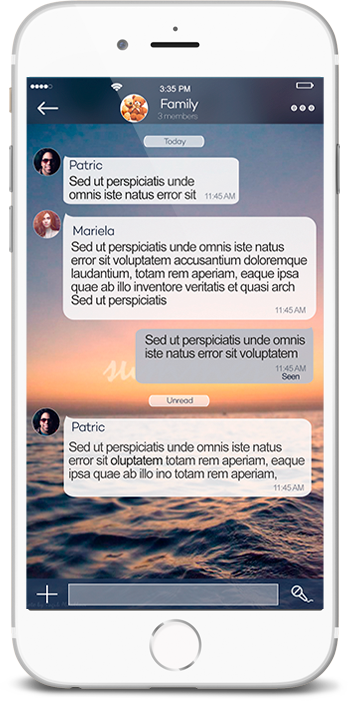 3:35 PM
Family
3 members
Today
Patric
Sed ut perspiciatis unde
omnis iste natus error sit 11:45 AM
Mariela
Sed ut perspiciatis unde omnis iste natus
error sit voluptatem accusantium doloremque
laudantium, totam rem aperiam, eaque ipsa
quae ab illo inventore veritatis et quasi arch
Sed ut perspiciatis
11:45 AM
Sed ut perspiciatis unde omnis
iste natus error sit voluptatem
11:45 AM
Seen
Unread
Patric
Sed ut perspiciatis unde omnis iste natus
error sit oluptatem totam rem aperiam, eaque
ipsa quae ab illo ino totam rem aperiam,
11:45 AM